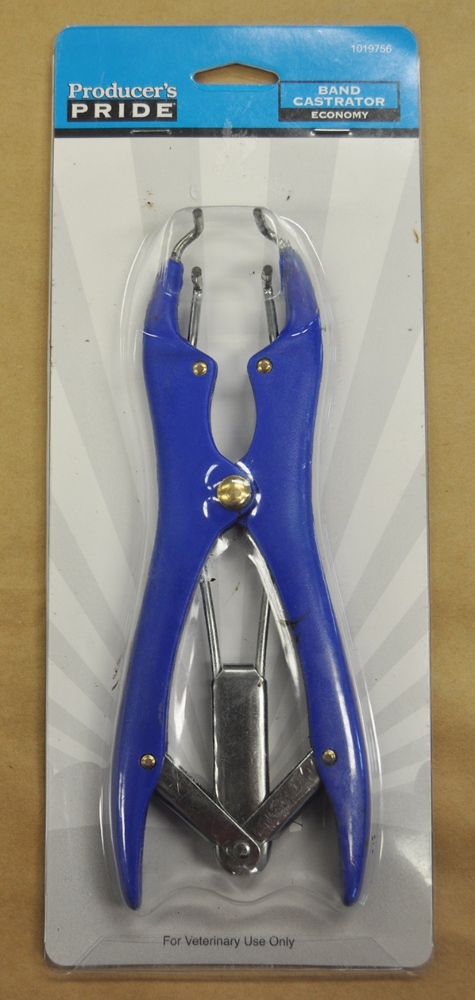 1019756
Producer's
PRIDE
BAND
CASTRATOR
ECONOMY
For Veterinary Use Only